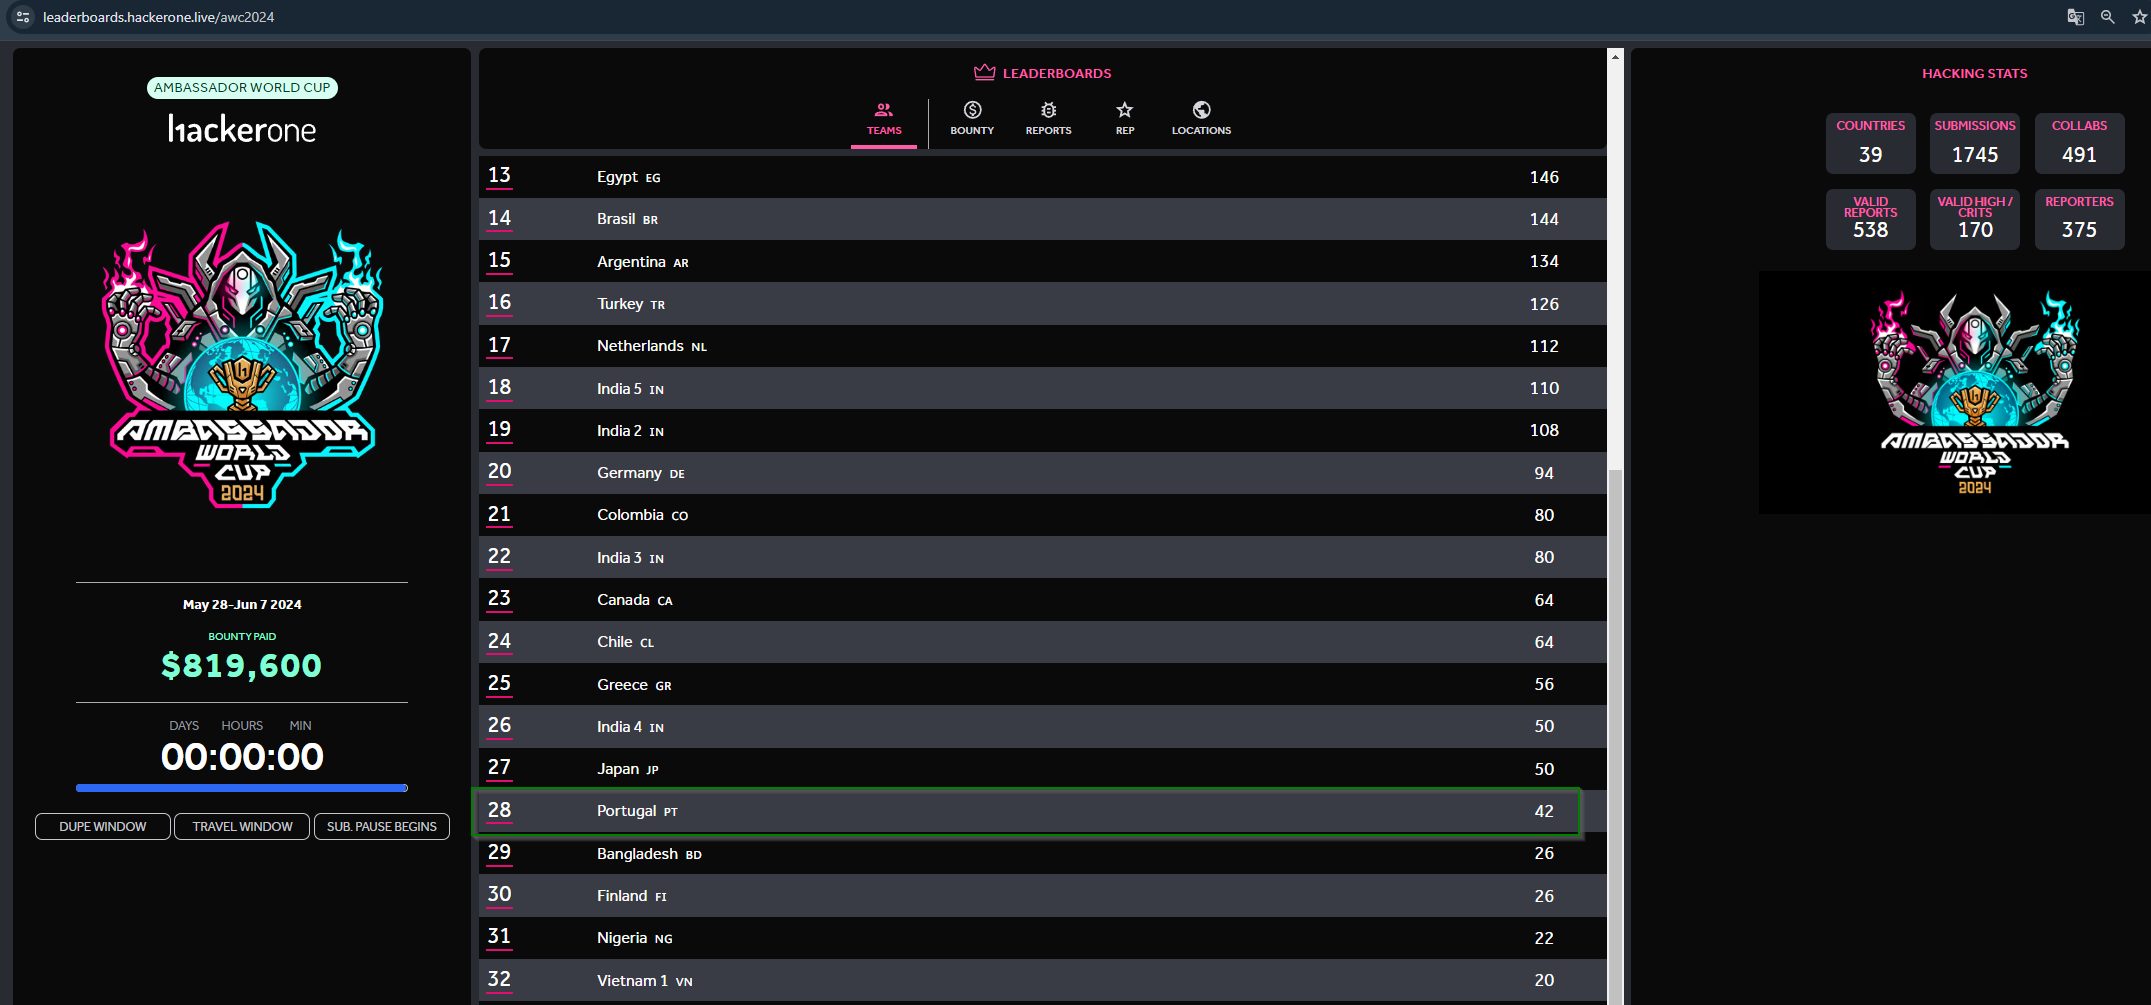 leaderboards.hackerone.live/awc2024
AMBASSADOR WORLD CUP
hackerone
AMBASSADOR
WORLD
CUP
2024
May 28-Jun 7 2024
BOUNTY PAID
$819,600
DAYS HOURS MIN
00:00:00
DUPE WINDOW TRAVEL WINDOW SUB. PAUSE BEGINS
LEADERBOARDS
TEAMS BOUNTY REPORTS REP LOCATIONS
13 Egypt EG 146
14 Brasil BR 144
15 Argentina AR 134
16 Turkey TR 126
17 Netherlands NL 112
18 India 5 IN 110
19 India 2 IN 108
20 Germany DE 94
21 Colombia CO 80
22 India 3 IN 80
23 Canada CA 64
24 Chile CL 64
25 Greece GR 56
26 India 4 IN 50
27 Japan JP 50
28 Portugal PT 42
29 Bangladesh BD 26
30 Finland FI 26
31 Nigeria NG 22
32 Vietnam 1 VN 20
HACKING STATS
COUNTRIES SUBMISSIONS COLLABS
39 1745 491
VALID REPORTS VALID HIGH / CRITS REPORTERS
538 170 375
AMBASSADOR
WORLD
CUP
2024